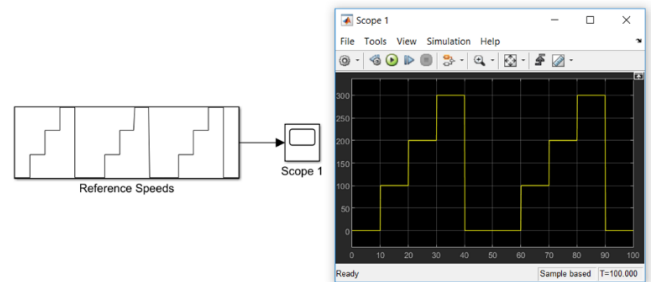 Reference Speeds
Scope 1
Scope 1
File Tools View Simulation Help
300
250
200
150
100
50
0
0 10 20 30 40 50 60 70 80 90 100
Ready
Sample based T=100.000